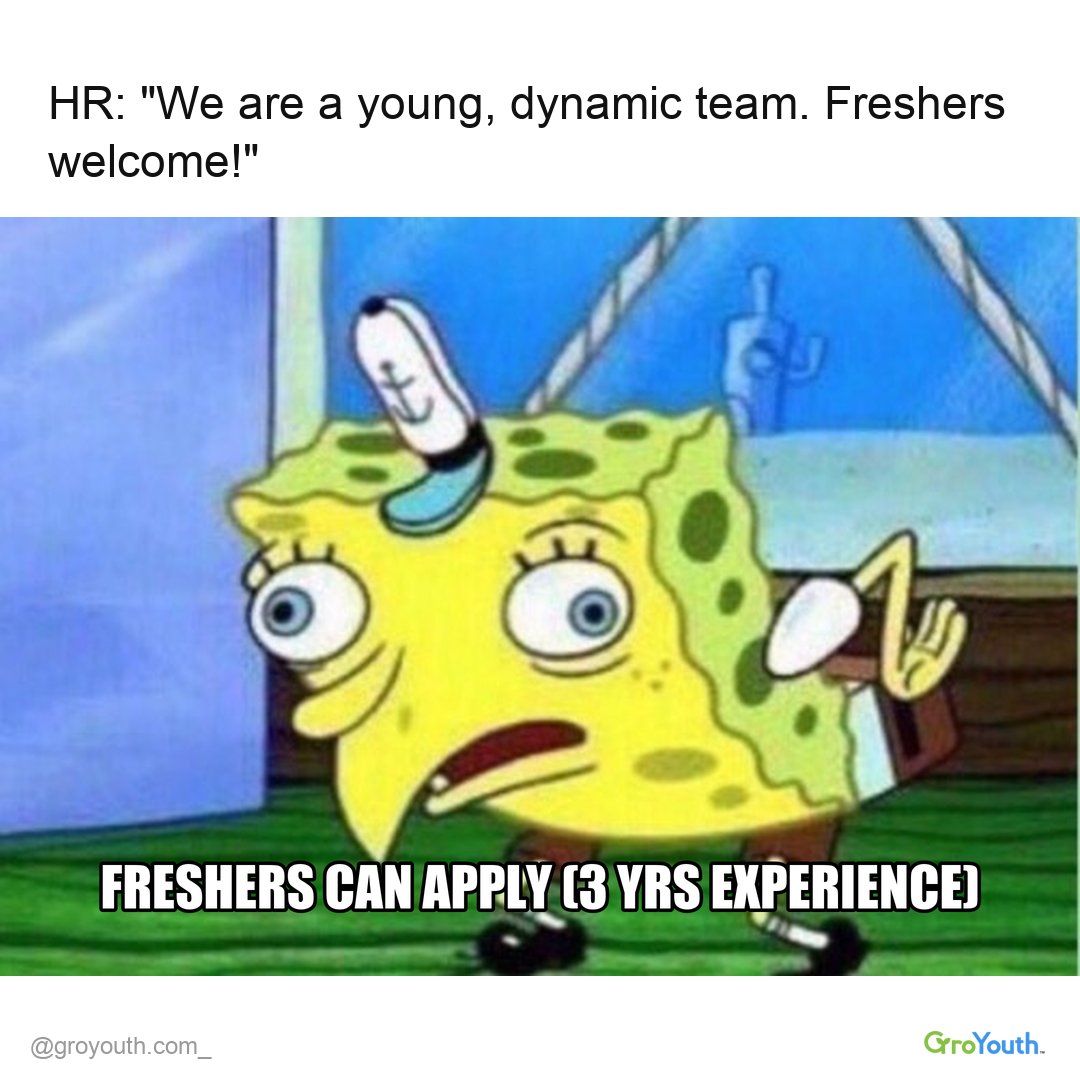 HR: "We are a young, dynamic team. Freshers
welcome!"
FRESHERS CAN APPLY (3 YRS EXPERIENCE)
@groyouth.com_
GroYouth